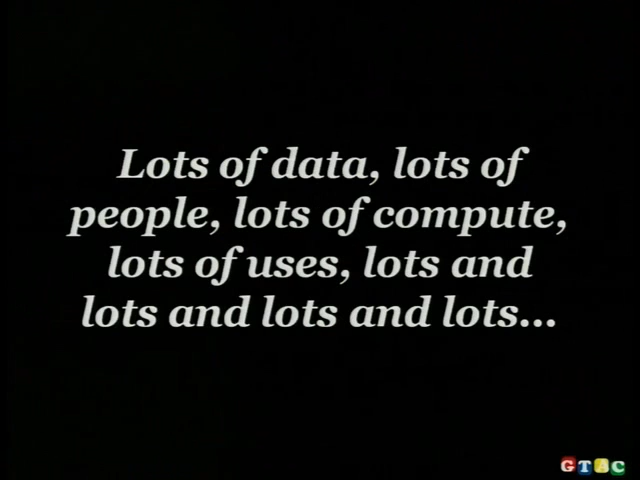 Lots of data, lots of
people, lots of compute,
lots of uses, lots and
lots and lots and lots...
GTAC